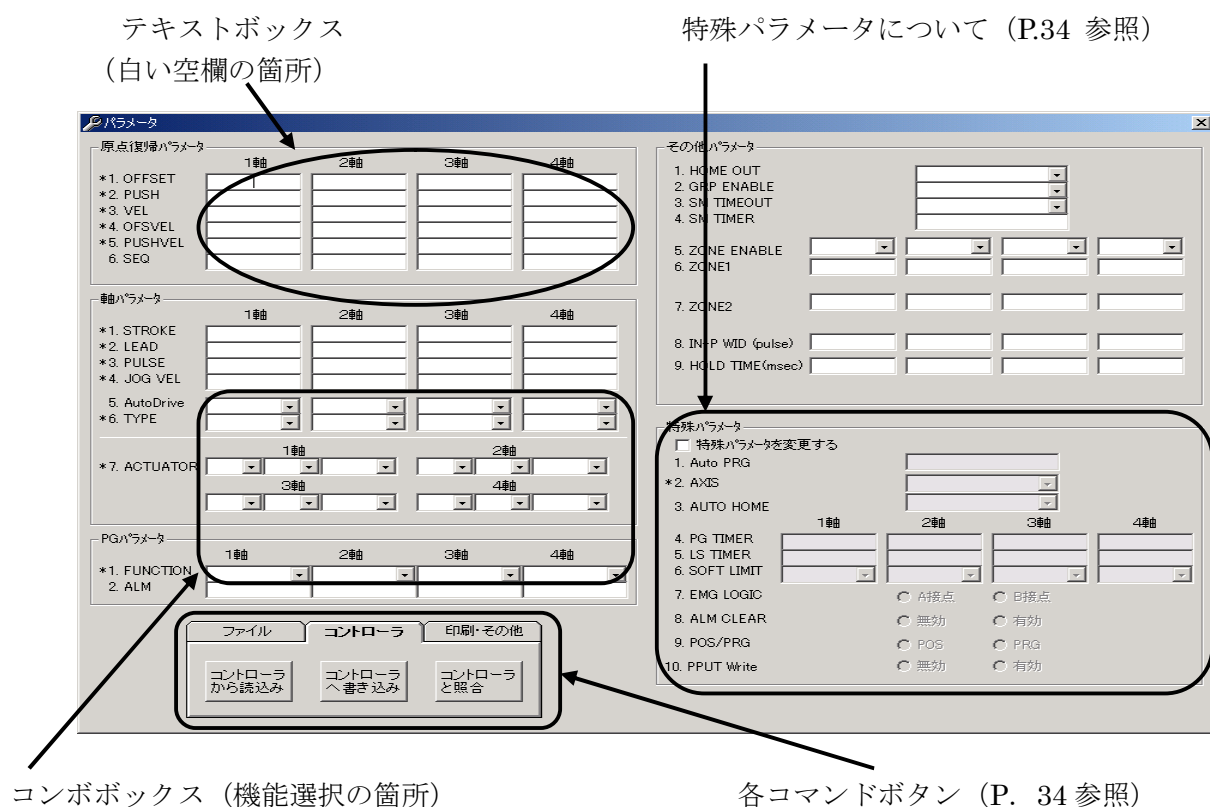 テキストボックス
（白い空欄の箇所）
特殊パラメータについて（P.34 参照）
パラメータ
原点復帰パラメータ
1軸 2軸 3軸 4軸
*1. OFFSET
*2. PUSH
*3. VEL
*4. OFSVEL
*5. PUSHVEL
6. SEQ
軸パラメータ
1軸 2軸 3軸 4軸
*1. STROKE
*2. LEAD
*3. PULSE
*4. JOG VEL
5. AutoDrive
*6. TYPE
1軸 2軸
*7. ACTUATOR
3軸 4軸
PGパラメータ
1軸 2軸 3軸 4軸
*1. FUNCTION
2. ALM
ファイル コントローラ 印刷・その他
コントローラ
から読込み
コントローラ
へ書き込み
コントローラ
と照合
その他パラメータ
1. HOME OUT
2. GRP ENABLE
3. SM TIMEOUT
4. SM TIMER
5. ZONE ENABLE
6. ZONE1
7. ZONE2
8. IN-P WID (pulse)
9. HOLD TIME(msec)
特殊パラメータ
特殊パラメータを変更する
1. Auto PRG
*2. AXIS
3. AUTO HOME
1軸 2軸 3軸 4軸
4. PG TIMER
5. LS TIMER
6. SOFT LIMIT
7. EMG LOGIC A接点 B接点
8. ALM CLEAR 無効 有効
9. POS/PRG POS PRG
10. PPUT Write 無効 有効
コンボボックス（機能選択の箇所）
各コマンドボタン（P．34 参照）